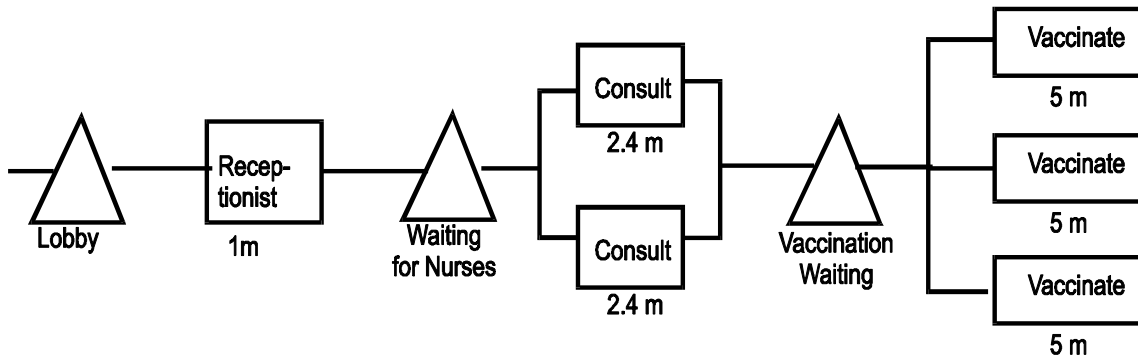 Lobby
Recep-
tionist
1m
Waiting
for Nurses
Consult
2.4 m
Consult
2.4 m
Vaccination
Waiting
Vaccinate
5 m
Vaccinate
5 m
Vaccinate
5 m